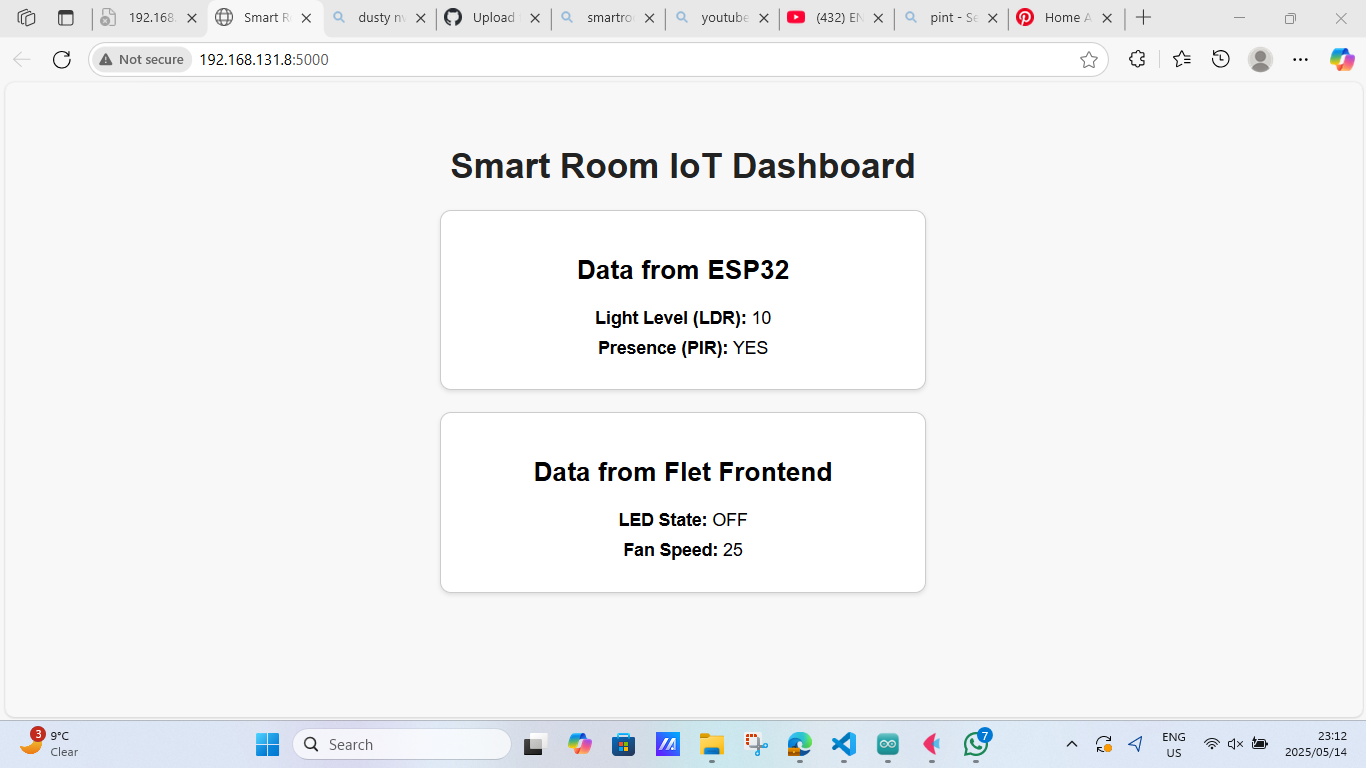 192.168.
Smart R
dusty nv
Upload
smartro
youtube
(432) EN
pint - Se
Home A
Not secure
192.168.131.8:5000
Smart Room IoT Dashboard
Data from ESP32
Light Level (LDR): 10
Presence (PIR): YES
Data from Flet Frontend
LED State: OFF
Fan Speed: 25
3
9°C
Clear
Search
7
ENG
US
23:12
2025/05/14